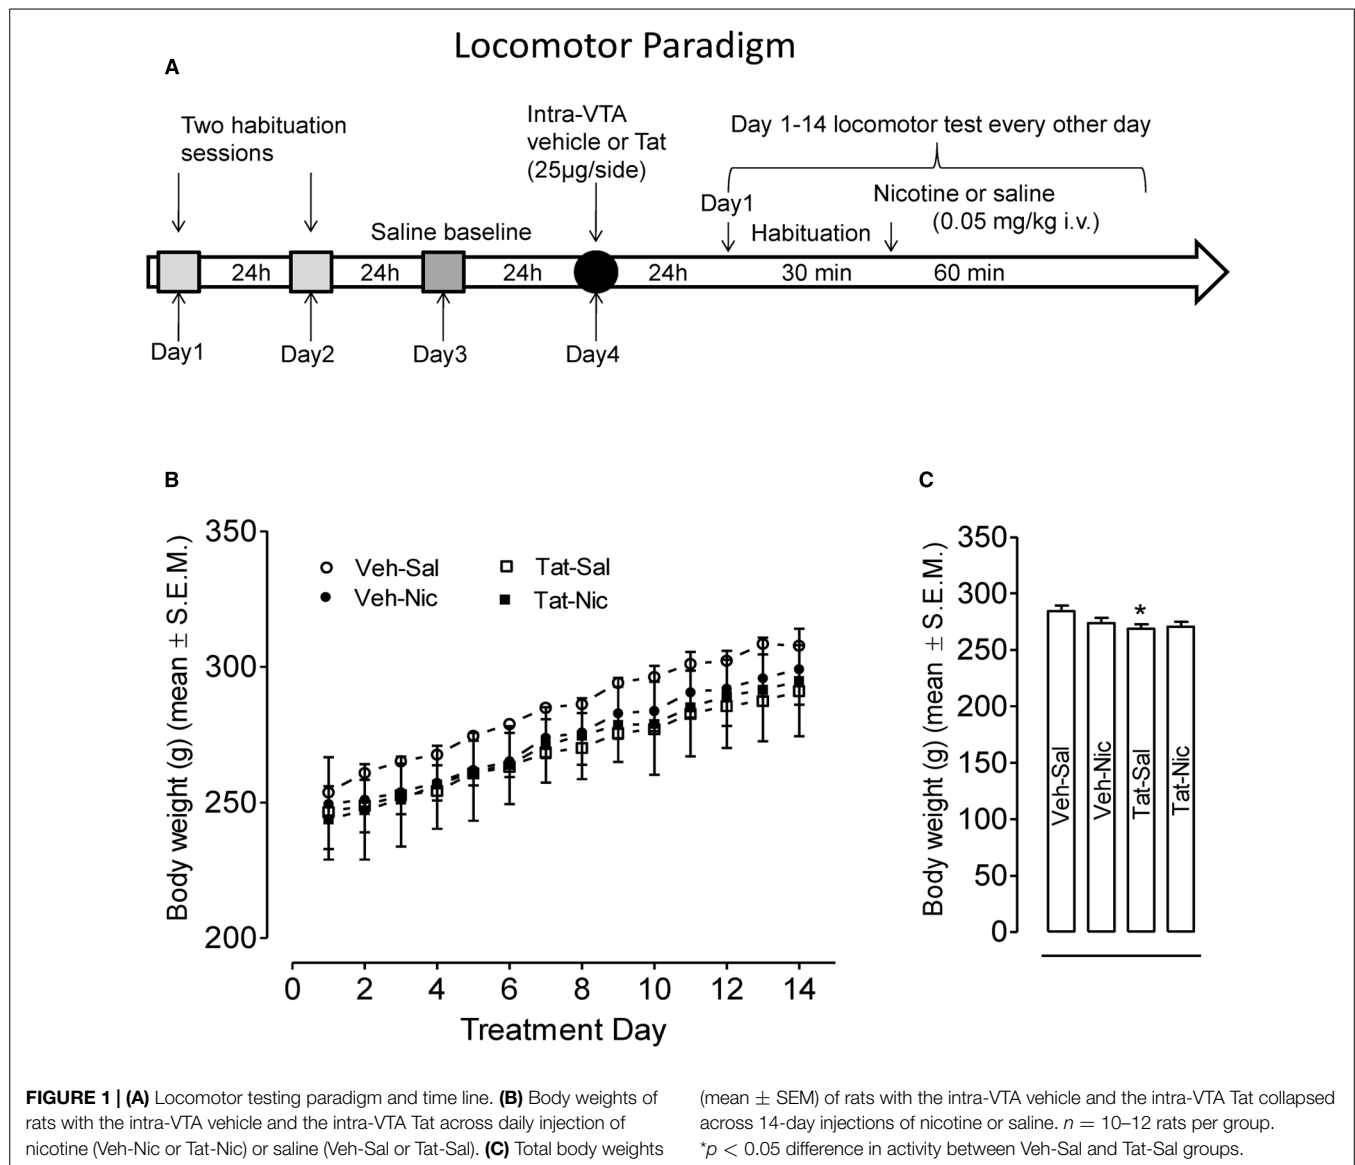 Locomotor Paradigm
A
Two habituation
sessions
Intra-VTA
vehicle or Tat
(25µg/side)
Day 1-14 locomotor test every other day
Day1
Nicotine or saline
(0.05 mg/kg i.v.)
Saline baseline
Habituation
24h
24h
24h
24h
30 min
60 min
Day1
Day2
Day3
Day4
B
Body weight (g) (mean ± S.E.M.)
350
300
250
200
Veh-Sal
Veh-Nic
Tat-Sal
Tat-Nic
0 2 4 6 8 10 12 14
Treatment Day
C
Body weight (g) (mean ± S.E.M.)
350
300
250
200
150
100
50
0
*
Veh-Sal
Veh-Nic
Tat-Sal
Tat-Nic
FIGURE 1 | (A) Locomotor testing paradigm and time line. (B) Body weights of
rats with the intra-VTA vehicle and the intra-VTA Tat across daily injection of
nicotine (Veh-Nic or Tat-Nic) or saline (Veh-Sal or Tat-Sal). (C) Total body weights
(mean ± SEM) of rats with the intra-VTA vehicle and the intra-VTA Tat collapsed
across 14-day injections of nicotine or saline. n = 10–12 rats per group.
*p < 0.05 difference in activity between Veh-Sal and Tat-Sal groups.